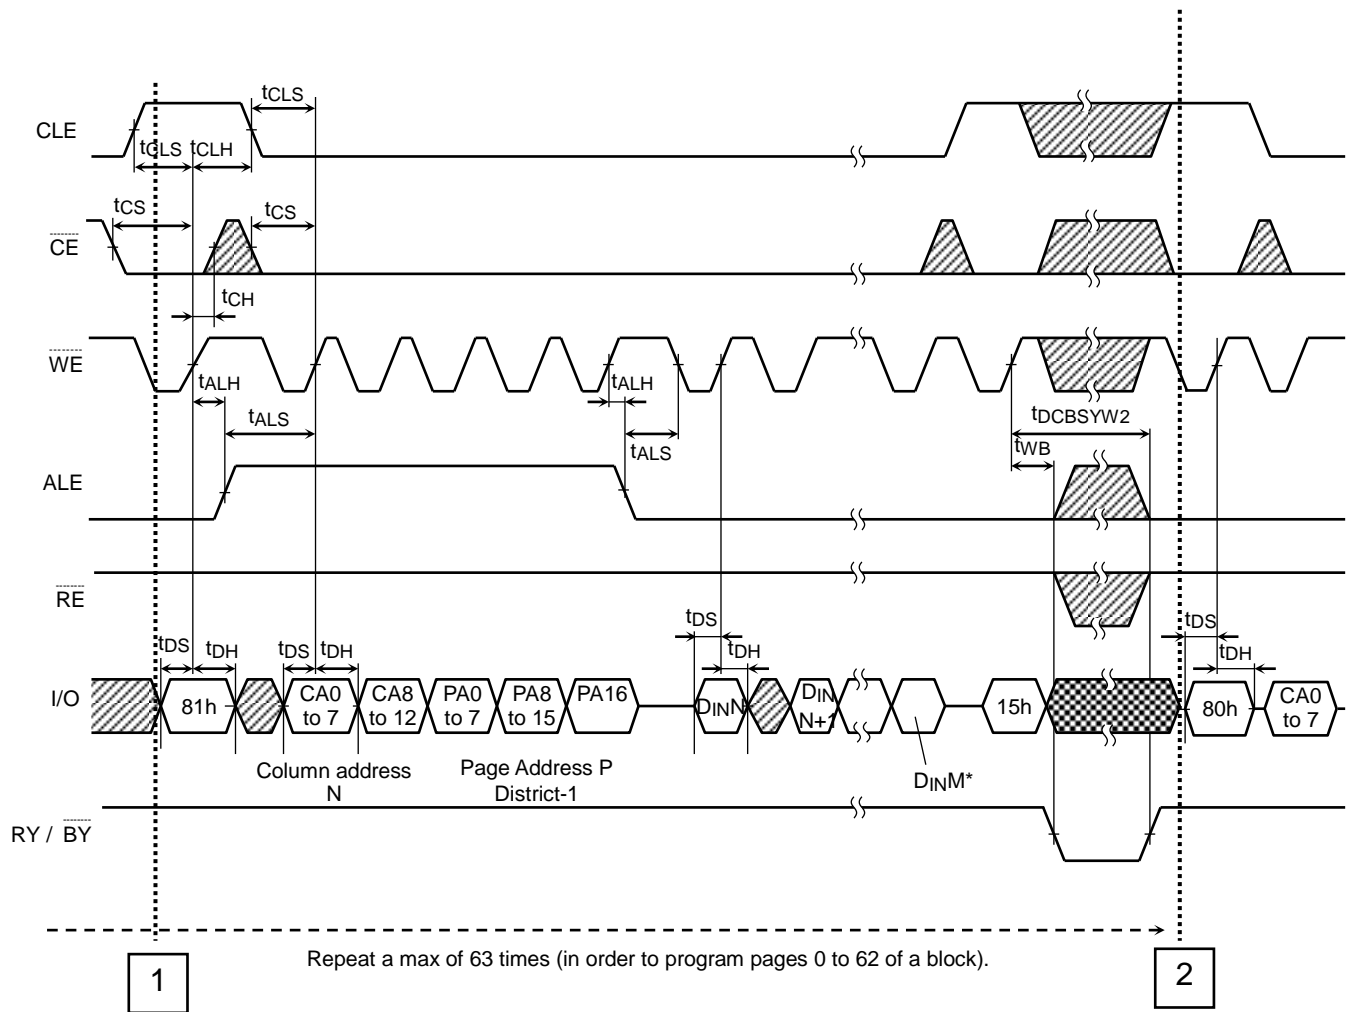 tCLS
CLE
tCLS tCLH
tCS tCS
CE
tCH
WE
tALH tALH
tDCBSYW2
tALS
tWB
tALS
ALE
RE
tDS tDS
tDS tDH tDS tDH
tDH tDH
I/O
81h
CA0 to 7
CA8 to 12
PA0 to 7
PA8 to 15
PA16
DINN
DIN N+1
15h
80h
CA0 to 7
Column address
N
Page Address P
District-1
DINM*
RY / BY
Repeat a max of 63 times (in order to program pages 0 to 62 of a block).
1
2